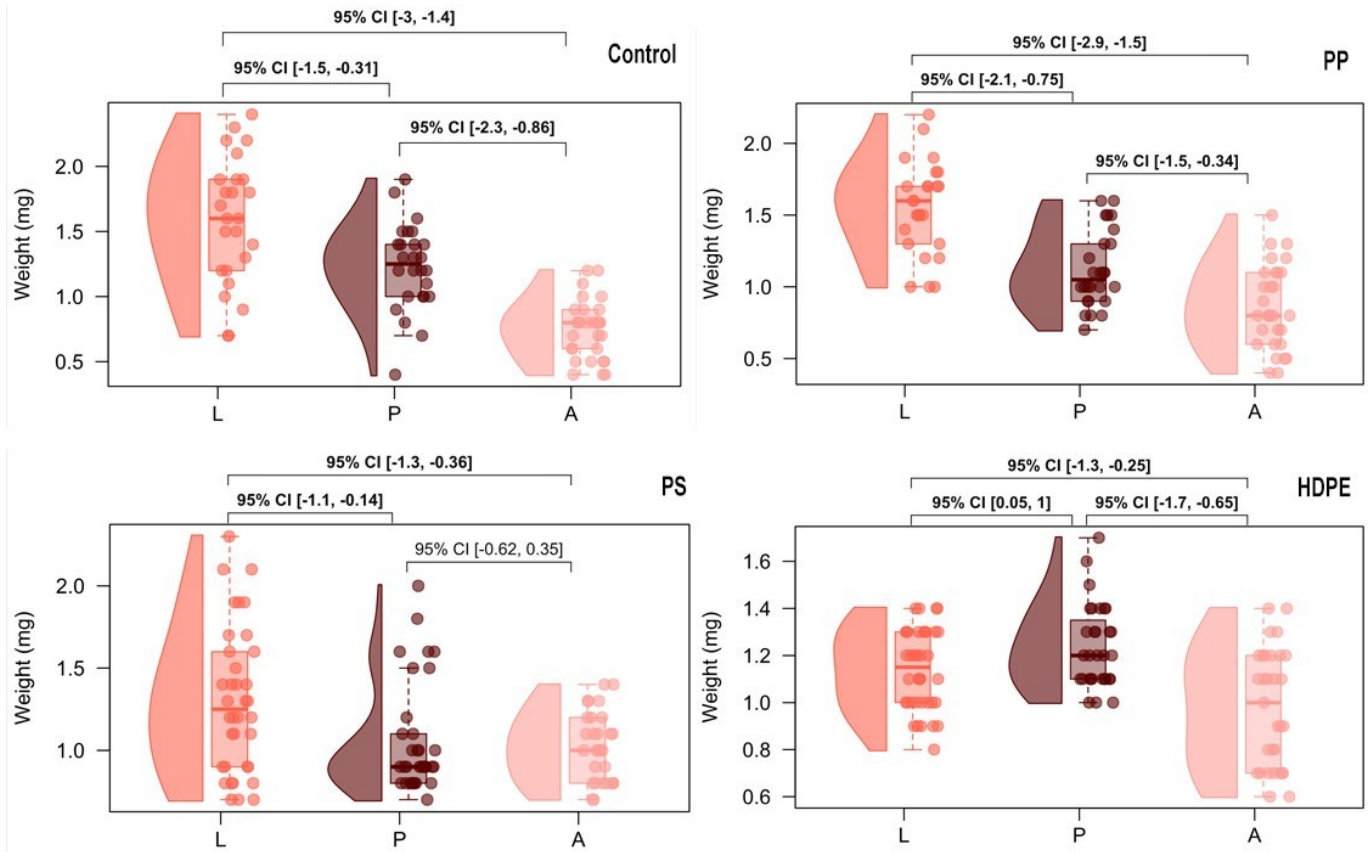 95% CI [-3, -1.4]
Control
95% CI [-1.5, -0.31]
95% CI [-2.3, -0.86]
Weight (mg)
2.0
1.5
1.0
0.5
L P A
95% CI [-2.9, -1.5]
PP
95% CI [-2.1, -0.75]
95% CI [-1.5, -0.34]
Weight (mg)
2.0
1.5
1.0
0.5
L P A
95% CI [-1.3, -0.36]
PS
95% CI [-1.1, -0.14]
95% CI [-0.62, 0.35]
Weight (mg)
2.0
1.5
1.0
L P A
95% CI [-1.3, -0.25]
HDPE
95% CI [0.05, 1] 95% CI [-1.7, -0.65]
Weight (mg)
1.6
1.4
1.2
1.0
0.8
0.6
L P A